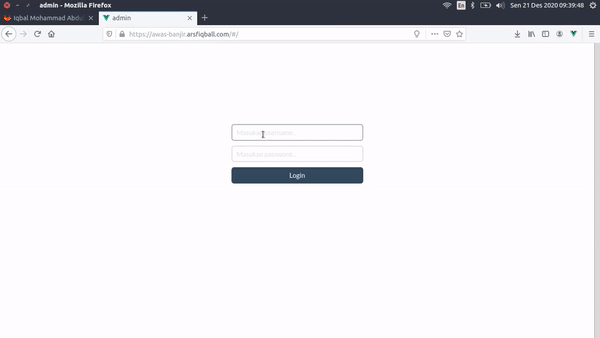 admin - Mozilla Firefox
En
Sen 21 Des 2020 09:39:48
Iqbal Mohammad Abdu
admin
https://awas-banjir.arsfiqball.com/#/
Masukan username...
Masukan password...
Login